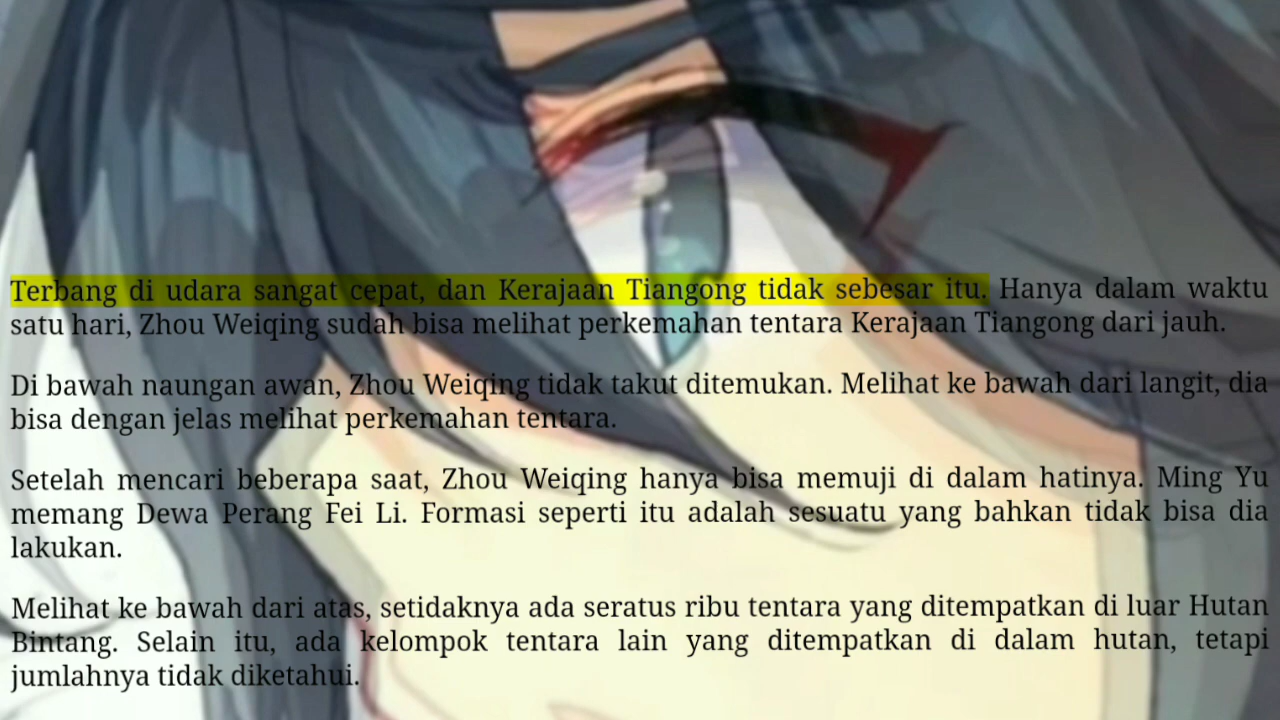 Terbang di udara sangat cepat, dan Kerajaan Tiangong tidak sebesar itu. Hanya dalam waktu
satu hari, Zhou Weiqing sudah bisa melihat perkemahan tentara Kerajaan Tiangong dari jauh.
Di bawah naungan awan, Zhou Weiqing tidak takut ditemukan. Melihat ke bawah dari langit, dia
bisa dengan jelas melihat perkemahan tentara.
Setelah mencari beberapa saat, Zhou Weiqing hanya bisa memuji di dalam hatinya. Ming Yu
memang Dewa Perang Fei Li. Formasi seperti itu adalah sesuatu yang bahkan tidak bisa dia
lakukan.
Melihat ke bawah dari atas, setidaknya ada seratus ribu tentara yang ditempatkan di luar Hutan
Bintang. Selain itu, ada kelompok tentara lain yang ditempatkan di dalam hutan, tetapi
jumlahnya tidak diketahui.